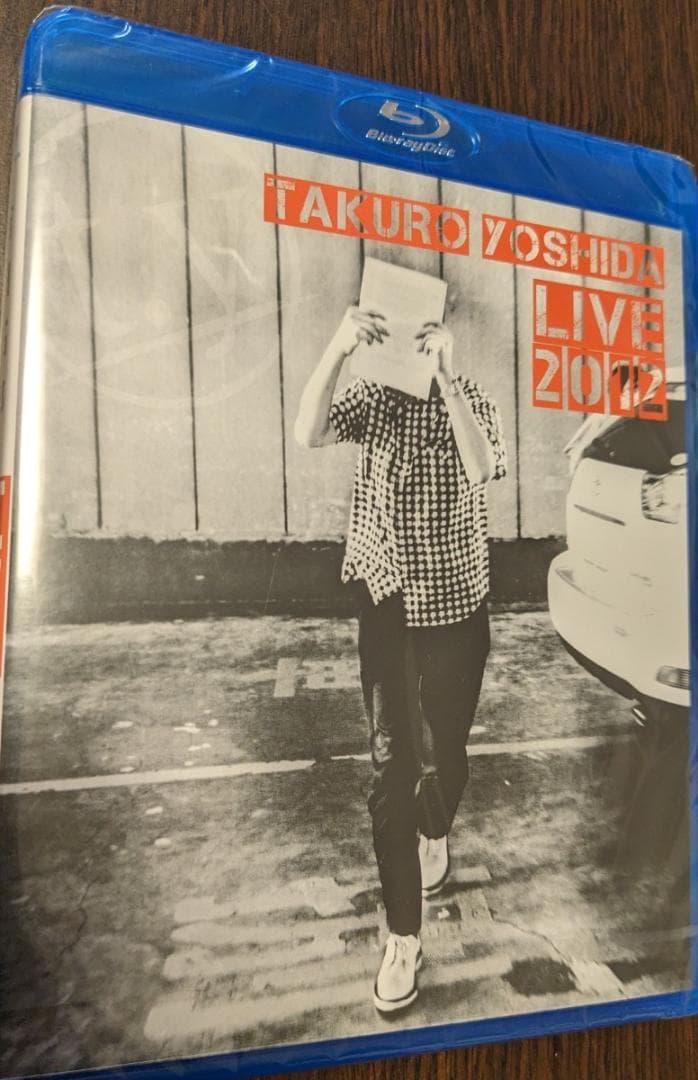 Blu-ray Disc
TAKURO YOSHIDA
LIVE
2012